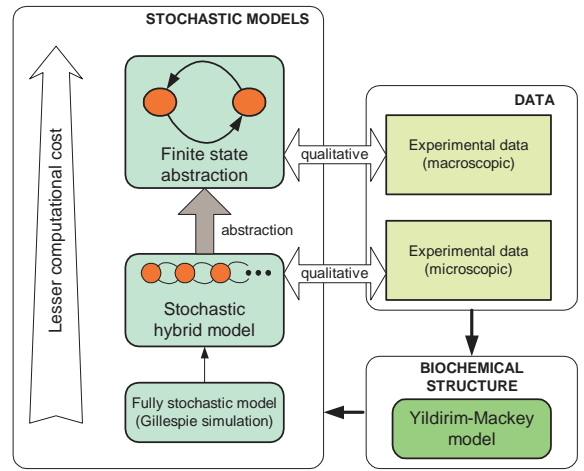 STOCHASTIC MODELS
Lesser computational cost
Finite state
abstraction
abstraction
Stochastic
hybrid model
Fully stochastic model
(Gillespie simulation)
qualitative
qualitative
DATA
Experimental data
(macroscopic)
Experimental data
(microscopic)
BIOCHEMICAL
STRUCTURE
Yildirim-Mackey
model